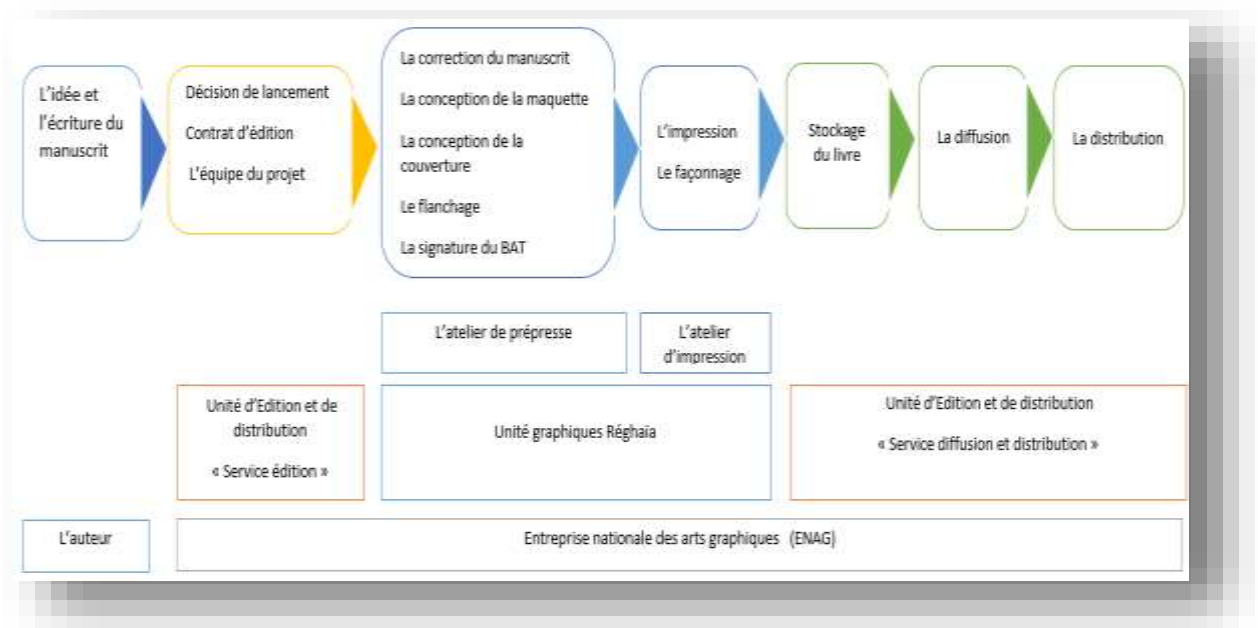 L'idée et
l'écriture du
manuscrit
Décision de lancement
Contrat d'édition
L'équipe du projet
La correction du manuscrit
La conception de la maquette
La conception de la
couverture
Le flanchage
La signature du BAT
L'impression
Le façonnage
Stockage
du livre
La diffusion
La distribution
L'atelier de prépresse
L'atelier
d'impression
Unité d'Edition et de
distribution
« Service édition »
Unité graphiques Réghaïa
Unité d'Edition et de distribution
« Service diffusion et distribution »
L'auteur
Entreprise nationale des arts graphiques (ENAG)